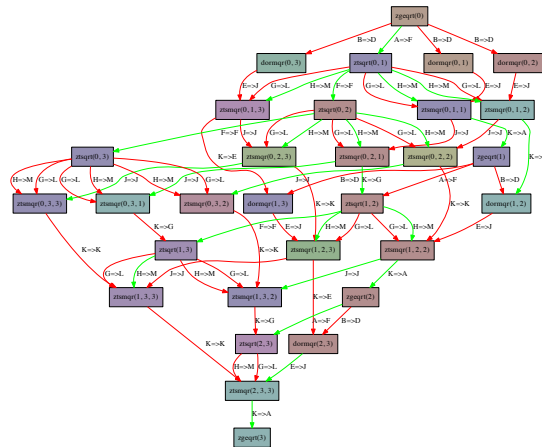 zgeqrt(0)
B=>D A=>F B=>D B=>D
dormqr(0, 3) ztsqrt(0, 1) dormqr(0, 1) dormqr(0, 2)
E=>J G=>L H=>M F=>F G=>L H=>M H=>M G=>L E=>J E=>J
ztsmqr(0, 1, 3) ztsqrt(0, 2) ztsmqr(0, 1, 1) ztsmqr(0, 1, 2)
F=>F J=>J G=>L H=>M G=>L H=>M G=>L H=>M J=>J J=>J K=>A
ztsqrt(0, 3) K=>E ztsmqr(0, 2, 3) ztsmqr(0, 2, 1) ztsmqr(0, 2, 2) zgeqrt(1) K=>
H=>M G=>L G=>L H=>M J=>J H=>M J=>J G=>L B=>D K=>G A=>F B=>D
ztsmqr(0, 3, 3) ztsmqr(0, 3, 1) ztsmqr(0, 3, 2) dormqr(1, 3) K=>K ztsqrt(1, 2) K=>K dormqr(1, 2)
K=>G F=>F E=>J H=>M G=>L G=>L H=>M E=>J
K=>K ztsqrt(1, 3) K=>K ztsmqr(1, 2, 3) ztsmqr(1, 2, 2)
G=>L H=>M H=>M G=>L J=>J J=>J K=>A
ztsmqr(1, 3, 3) ztsmqr(1, 3, 2) K=>E zgeqrt(2)
K=>G A=>F B=>D
K=>K ztsqrt(2, 3) dormqr(2, 3)
H=>M G=>L E=>J
ztsmqr(2, 3, 3)
K=>A
zgeqrt(3)